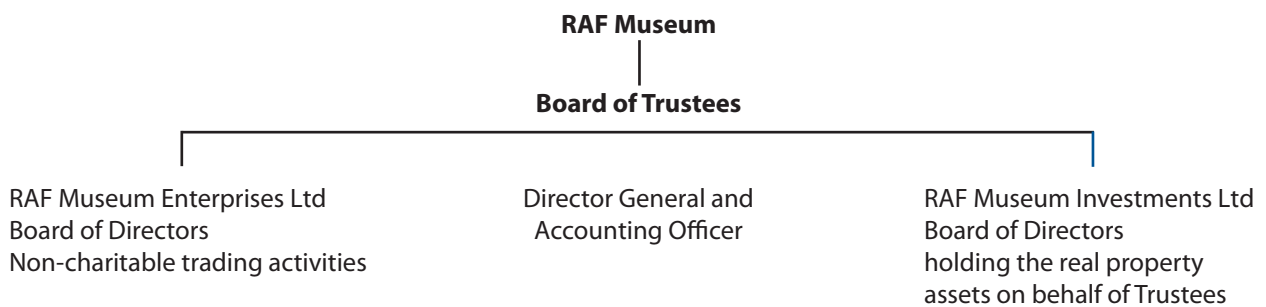 RAF Museum
Board of Trustees
RAF Museum Enterprises Ltd
Board of Directors
Non-charitable trading activities
Director General and
Accounting Officer
RAF Museum Investments Ltd
Board of Directors
holding the real property
assets on behalf of Trustees